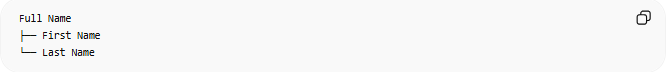 Full Name
├── First Name
└── Last Name